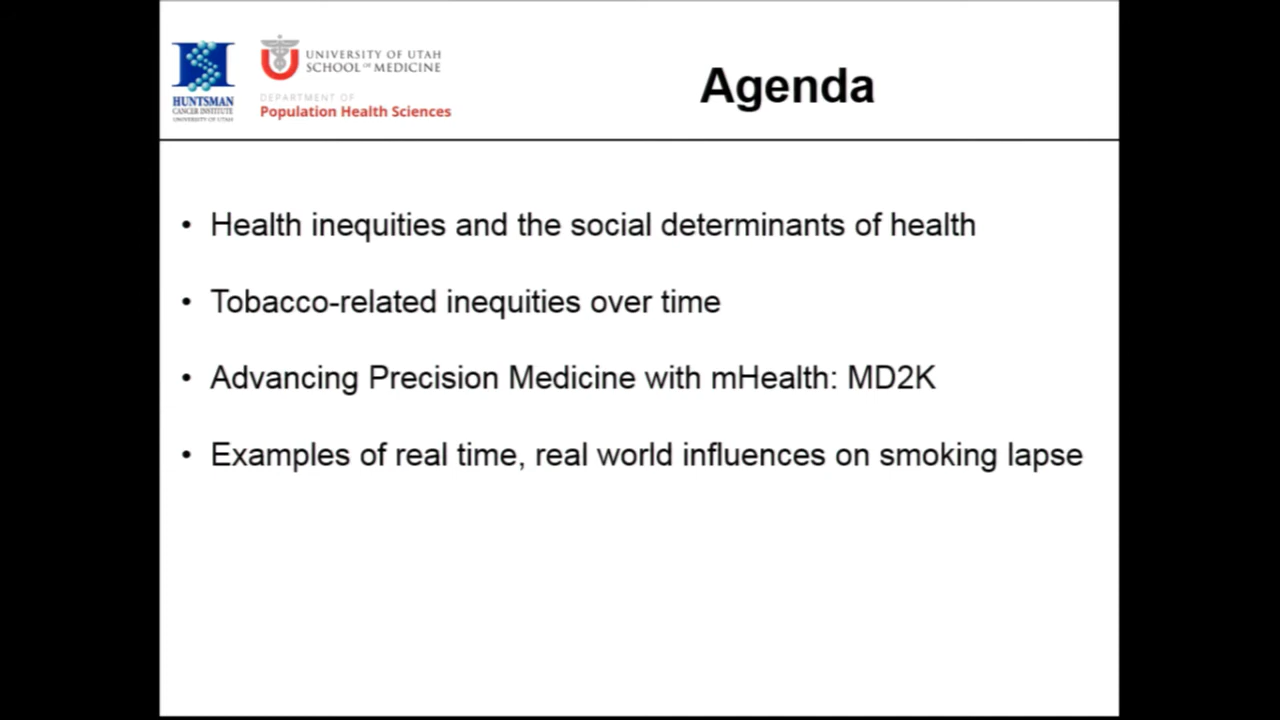 HUNTSMAN
CANCER INSTITUTE
UNIVERSITY OF UTAH
UNIVERSITY OF UTAH
SCHOOL OF MEDICINE
DEPARTMENT OF
Population Health Sciences
Agenda
• Health inequities and the social determinants of health
• Tobacco-related inequities over time
• Advancing Precision Medicine with mHealth: MD2K
• Examples of real time, real world influences on smoking lapse